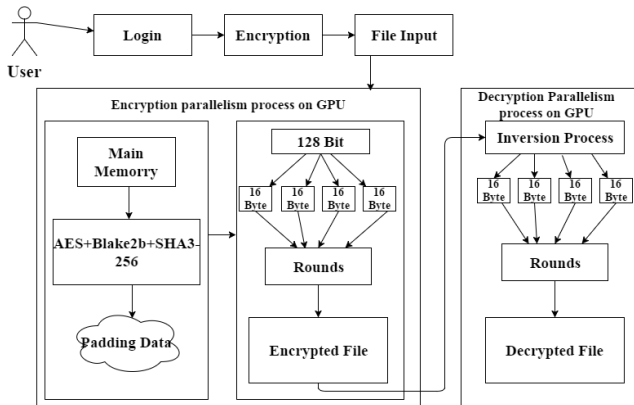 User
Login
Encryption
File Input
Encryption parallelism process on GPU
Main
Memorry
AES+Blake2b+SHA3-
256
Padding Data
128 Bit
16
Byte
16
Byte
16
Byte
16
Byte
Rounds
Encrypted File
Decryption Parallelism
process on GPU
Inversion Process
16
Byte
16
Byte
16
Byte
16
Byte
Rounds
Decrypted File